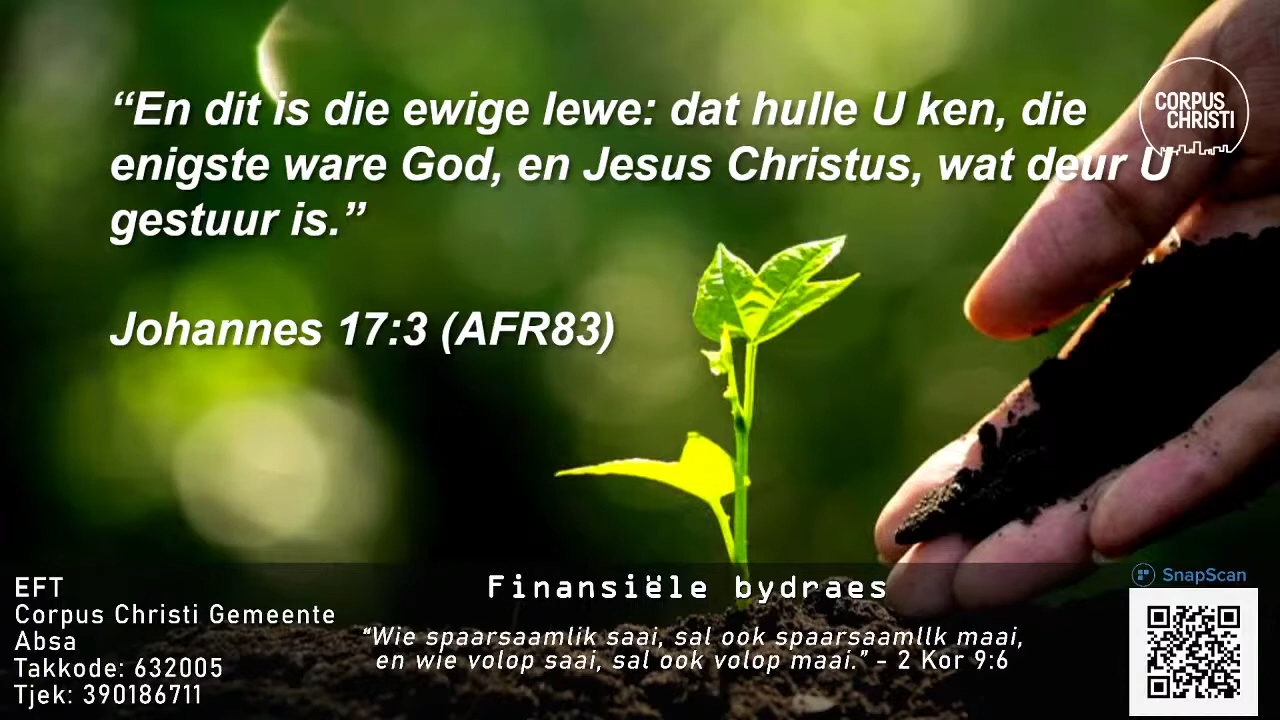 “En dit is die ewige lewe: dat hulle U ken, die
enigste ware God, en Jesus Christus, wat deur U
gestuur is.”
Johannes 17:3 (AFR83)
CORPUS
CHRISTI
EFT
Corpus Christi Gemeente
Absa
Takkode: 632005
Tjek: 390186711
Finansiële bydraes
“Wie spaarsaamlik saai, sal ook spaarsaamllk maai,
en wie volop saai, sal ook volop maai.” - 2 Kor 9:6
SnapScan